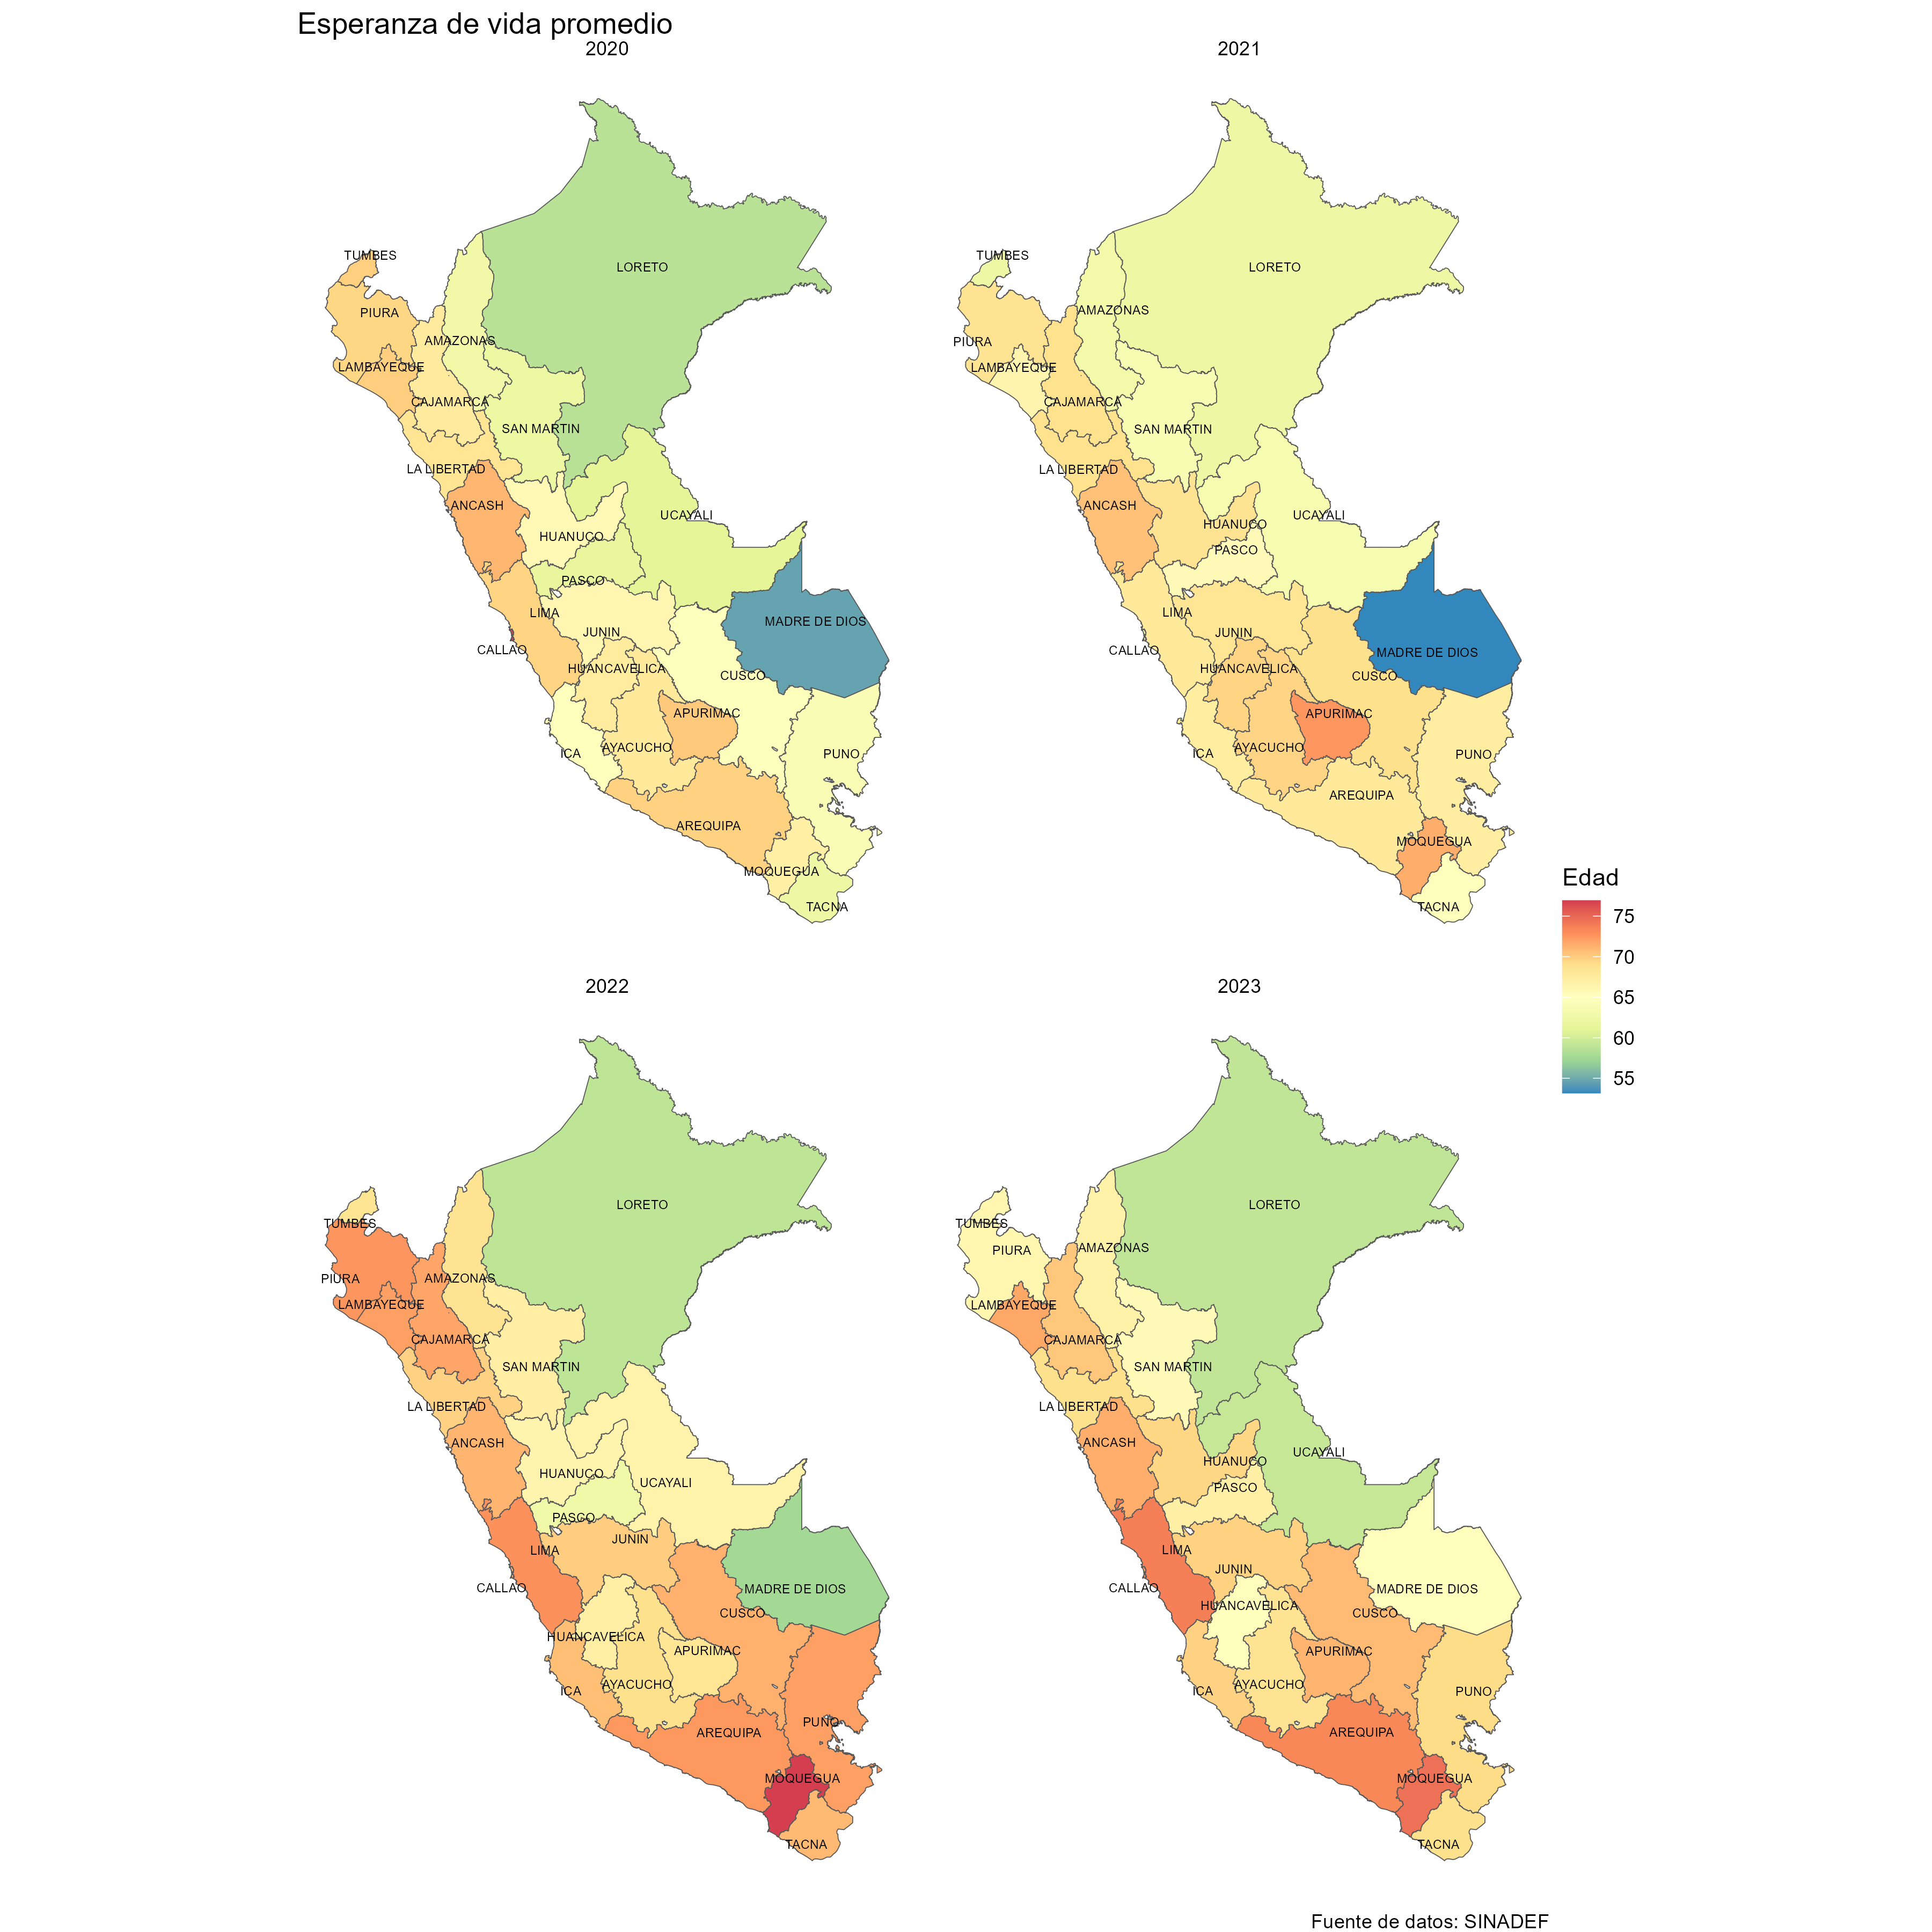 Esperanza de vida promedio
2020
TUMBES
LORETO
PIURA
AMAZONAS
LAMBAYEQUE
CAJAMARCA
SAN MARTIN
LA LIBERTAD
ANCASH
UCAYALI
HUANUCO
PASCO
LIMA
MADRE DE DIOS
JUNIN
CALLAO
HUANCAVELICA
CUSCO
APURIMAC
AYACUCHO
ICA
PUNO
AREQUIPA
MOQUEGUA
TACNA
2021
TUMBES
LORETO
AMAZONAS
PIURA
LAMBAYEQUE
CAJAMARCA
SAN MARTIN
LA LIBERTAD
ANCASH
UCAYALI
HUANUCO
PASCO
LIMA
JUNIN
CALLAO
MADRE DE DIOS
HUANCAVELICA
CUSCO
APURIMAC
AYACUCHO
ICA
PUNO
AREQUIPA
MOQUEGUA
TACNA
Edad
75
70
65
60
55
2022
LORETO
TUMBES
PIURA
AMAZONAS
LAMBAYEQUE
CAJAMARCA
SAN MARTIN
LA LIBERTAD
ANCASH
HUANUCO
UCAYALI
PASCO
JUNIN
LIMA
CALLAO
MADRE DE DIOS
CUSCO
HUANCAVELICA
APURIMAC
AYACUCHO
ICA
PUNO
AREQUIPA
MOQUEGUA
TACNA
2023
LORETO
TUMBES
AMAZONAS
PIURA
LAMBAYEQUE
CAJAMARCA
SAN MARTIN
LA LIBERTAD
ANCASH
UCAYALI
HUANUCO
PASCO
LIMA
JUNIN
CALLAO
MADRE DE DIOS
HUANCAVELICA
CUSCO
APURIMAC
AYACUCHO
ICA
PUNO
AREQUIPA
MOQUEGUA
TACNA
Fuente de datos: SINADEF